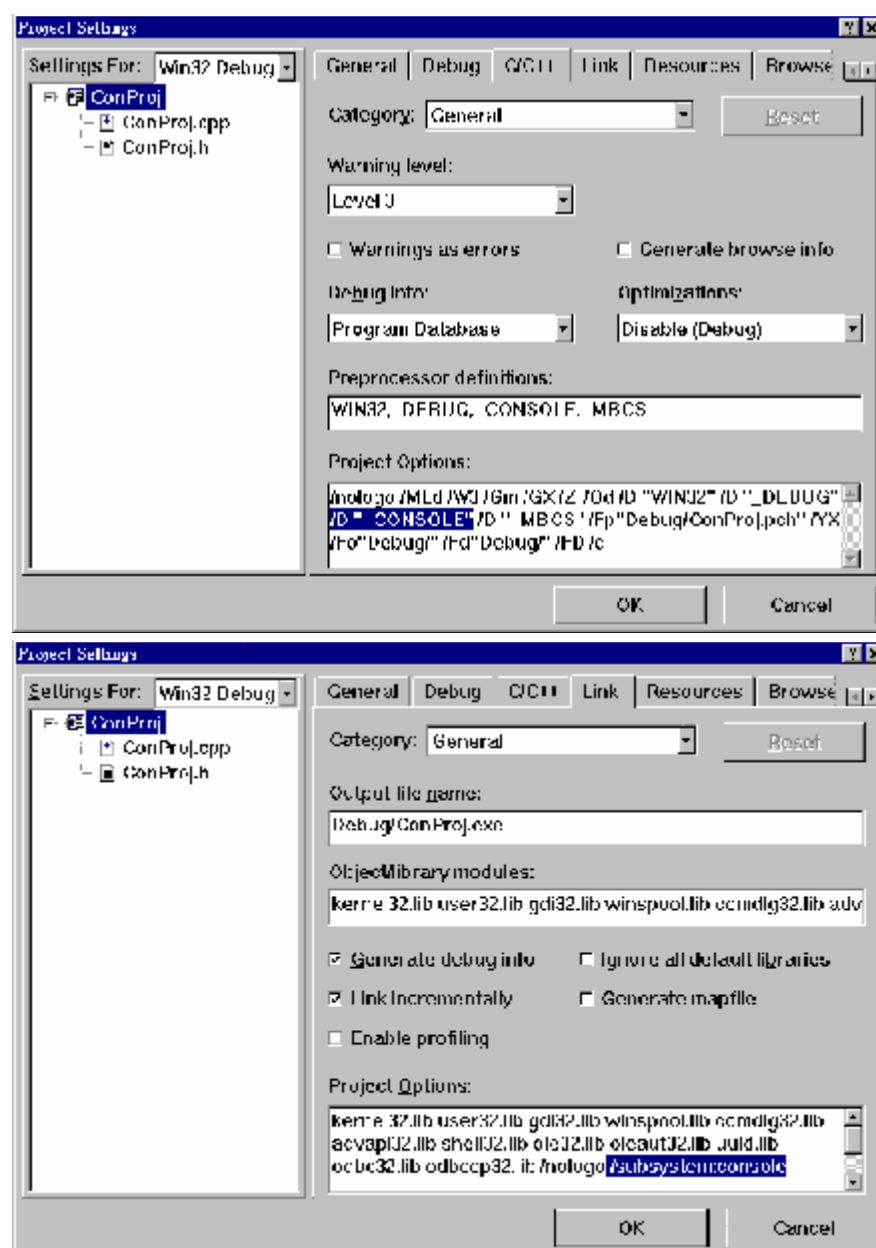 Project Settings
Settings For: Win32 Debug
General Debug C/C++ Link Resources Browse
ConProj
ConProj.cpp
ConProj.h
Category: General
Reset
Warning level:
Level 3
Warnings as errors
Generate browse info
Debug info:
Optimizations:
Program Database
Disable (Debug)
Preprocessor definitions:
WIN32, _DEBUG, _CONSOLE, _MBCS
Project Options:
/nologo /MLd /W3 /Gm /GX /Zi /Od /D "WIN32" /D "_DEBUG"
/D "_CONSOLE" /D "_MBCS" /Fp"Debug/ConProj.pch" /YX
/Fo"Debug/" /Fd"Debug/" /FD /c
OK
Cancel
Project Settings
Settings For: Win32 Debug
General Debug C/C++ Link Resources Browse
ConProj
ConProj.cpp
ConProj.h
Category: General
Reset
Output file name:
Debug/ConProj.exe
Object/library modules:
kernel32.lib user32.lib gdi32.lib winspool.lib comdlg32.lib adv
Generate debug info
Ignore all default libraries
Link incrementally
Generate mapfile
Enable profiling
Project Options:
kernel32.lib user32.lib gdi32.lib winspool.lib comdlg32.lib
advapi32.lib shell32.lib ole32.lib oleaut32.lib uuid.lib
odbc32.lib odbccp32.lib /nologo /subsystem:console
OK
Cancel